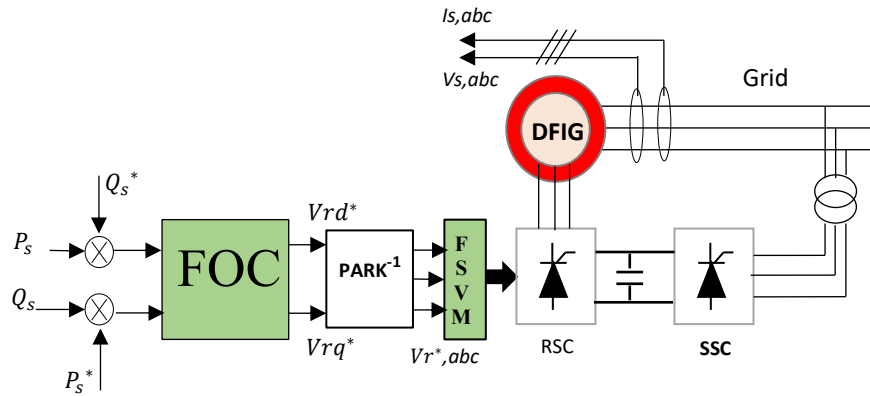 Is,abc
Vs,abc
Grid
DFIG
Qs*
Ps
Qs
Ps*
FOC
Vrd*
Vrq*
PARK-1
FSVM
Vr*,abc
RSC
SSC